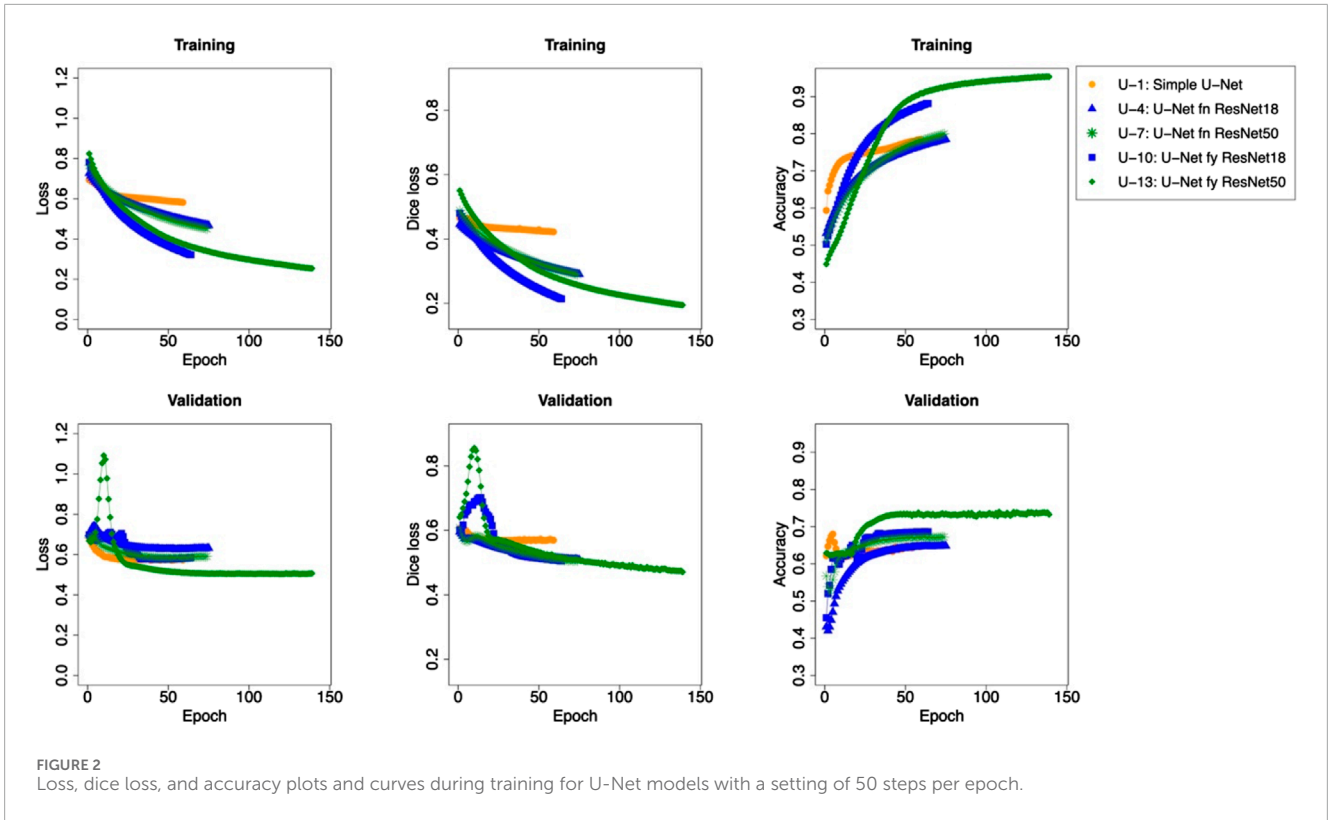 Training
Training
Training
Loss
0.0 0.2 0.4 0.6 0.8 1.0 1.2
0 50 100 150
Epoch
Dice loss
0.2 0.4 0.6 0.8
0 50 100 150
Epoch
Accuracy
0.3 0.4 0.5 0.6 0.7 0.8 0.9
0 50 100 150
Epoch
U-1: Simple U-Net
U-4: U-Net fn ResNet18
U-7: U-Net fn ResNet50
U-10: U-Net fy ResNet18
U-13: U-Net fy ResNet50
Validation
Validation
Validation
Loss
0.0 0.2 0.4 0.6 0.8 1.0 1.2
0 50 100 150
Epoch
Dice loss
0.2 0.4 0.6 0.8
0 50 100 150
Epoch
Accuracy
0.3 0.4 0.5 0.6 0.7 0.8 0.9
0 50 100 150
Epoch
FIGURE 2
Loss, dice loss, and accuracy plots and curves during training for U-Net models with a setting of 50 steps per epoch.